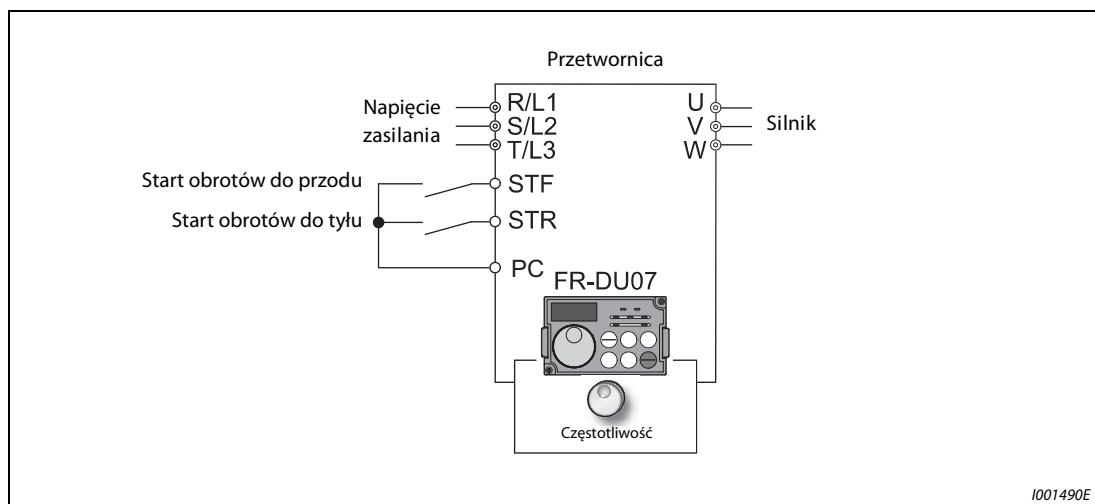 Przetwornica
Napięcie
zasilania
R/L1
S/L2
T/L3
U
V
W
Silnik
Start obrotów do przodu
STF
Start obrotów do tyłu
STR
PC
FR-DU07
Częstotliwość
I001490E